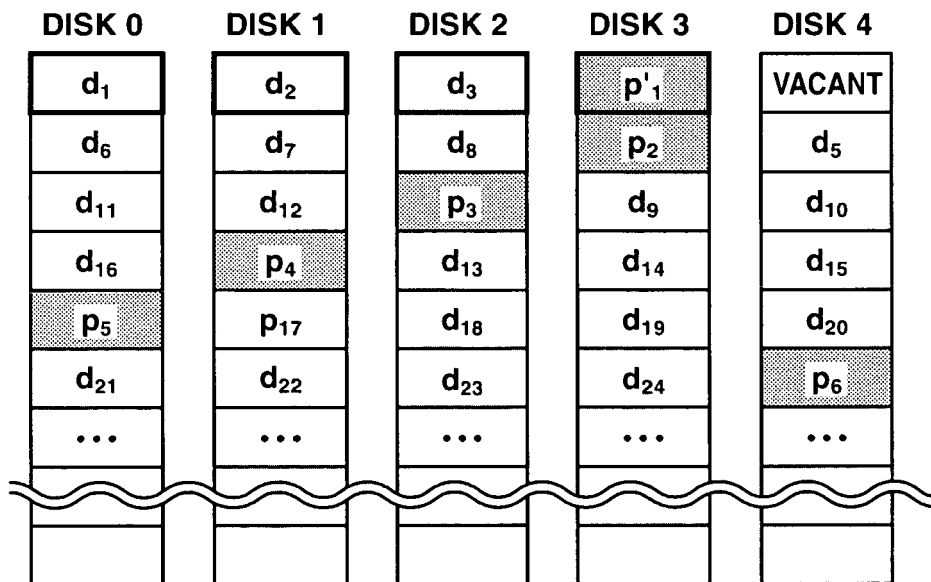 DISK 0 DISK 1 DISK 2 DISK 3 DISK 4
d₁ d₂ d₃ p'₁ VACANT
d₆ d₇ d₈ p₂ d₅
d₁₁ d₁₂ p₃ d₉ d₁₀
d₁₆ p₄ d₁₃ d₁₄ d₁₅
p₅ p₁₇ d₁₈ d₁₉ d₂₀
d₂₁ d₂₂ d₂₃ d₂₄ p₆
... ... ... ... ...